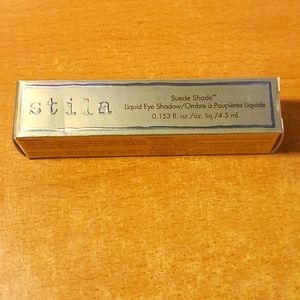 stila
Suede Shade™
Liquid Eye Shadow/Ombre à Paupières Liquide
0.153 fl. oz./oz. liq./4.5 mL